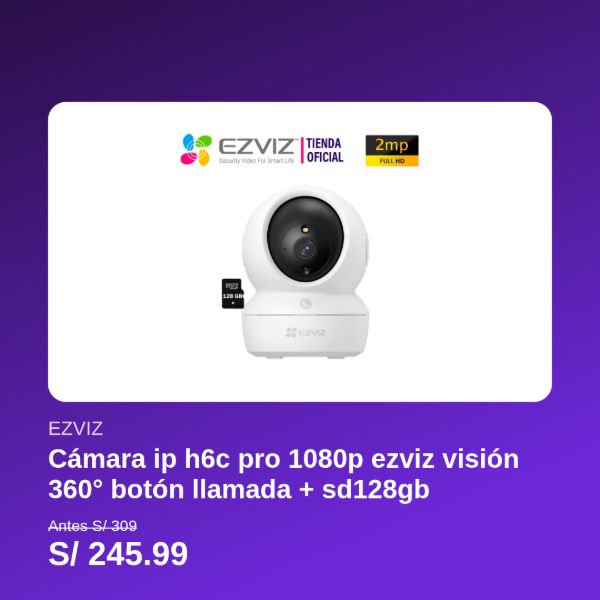 EZVIZ
Security Video For Smart Life
TIENDA
OFICIAL
2mp
FULL HD
128 GB
EZVIZ
EZVIZ
Cámara ip h6c pro 1080p ezviz visión
360° botón llamada + sd128gb
Antes S/ 309
S/ 245.99